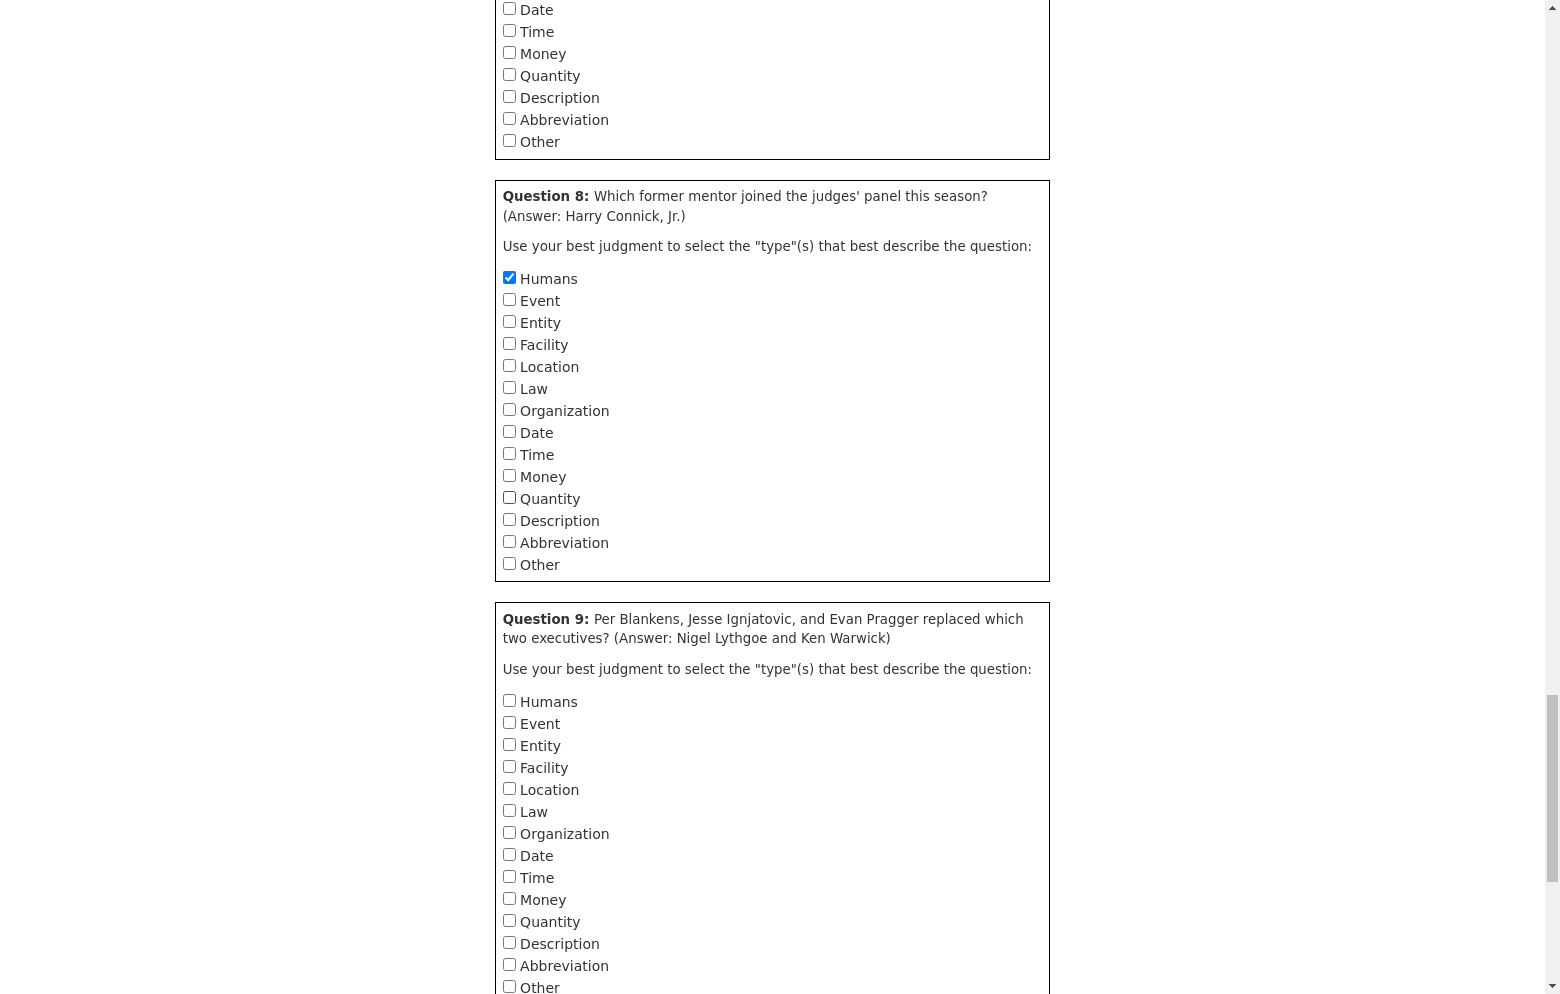 Date
Time
Money
Quantity
Description
Abbreviation
Other
Question 8: Which former mentor joined the judges' panel this season?
(Answer: Harry Connick, Jr.)
Use your best judgment to select the "type"(s) that best describe the question:
Humans
Event
Entity
Facility
Location
Law
Organization
Date
Time
Money
Quantity
Description
Abbreviation
Other
Question 9: Per Blankens, Jesse Ignjatovic, and Evan Pragger replaced which
two executives? (Answer: Nigel Lythgoe and Ken Warwick)
Use your best judgment to select the "type"(s) that best describe the question:
Humans
Event
Entity
Facility
Location
Law
Organization
Date
Time
Money
Quantity
Description
Abbreviation
Other